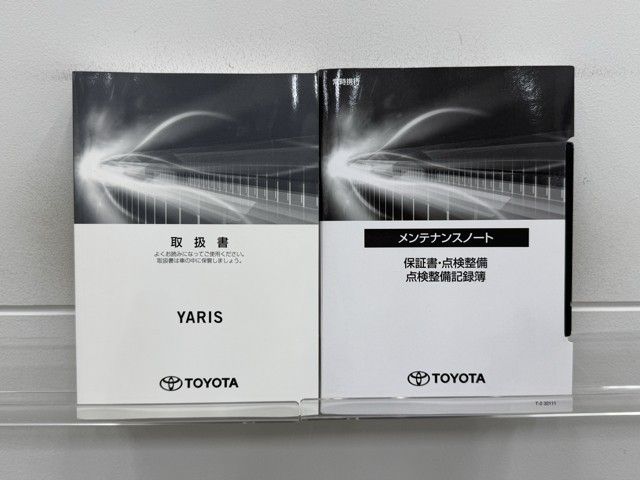 取扱書
よくお読みになってご使用ください。
取扱書は車の中に保管しましょう。
YARIS
TOYOTA
常時携行
メンテナンスノート
保証書・点検整備
点検整備記録簿
TOYOTA